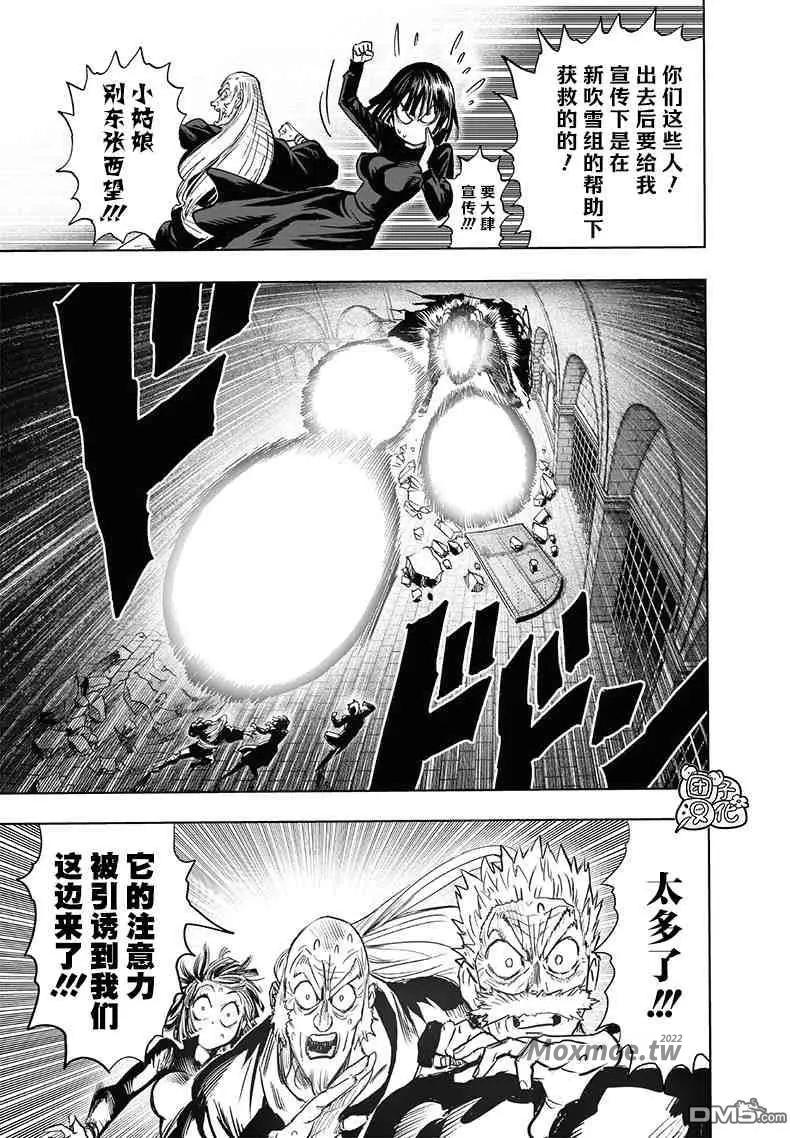 你们这些人！
出去后要给我
宣传下是在
新吹雪组的帮助下
获救的的！
要大肆
宣传!!!
小姑娘
别东张西望!!!
ドドドン
太多了!!!
它的注意力
被引诱到我们
这边来了!!!
2022
Moxmoe.tw
DM5.com